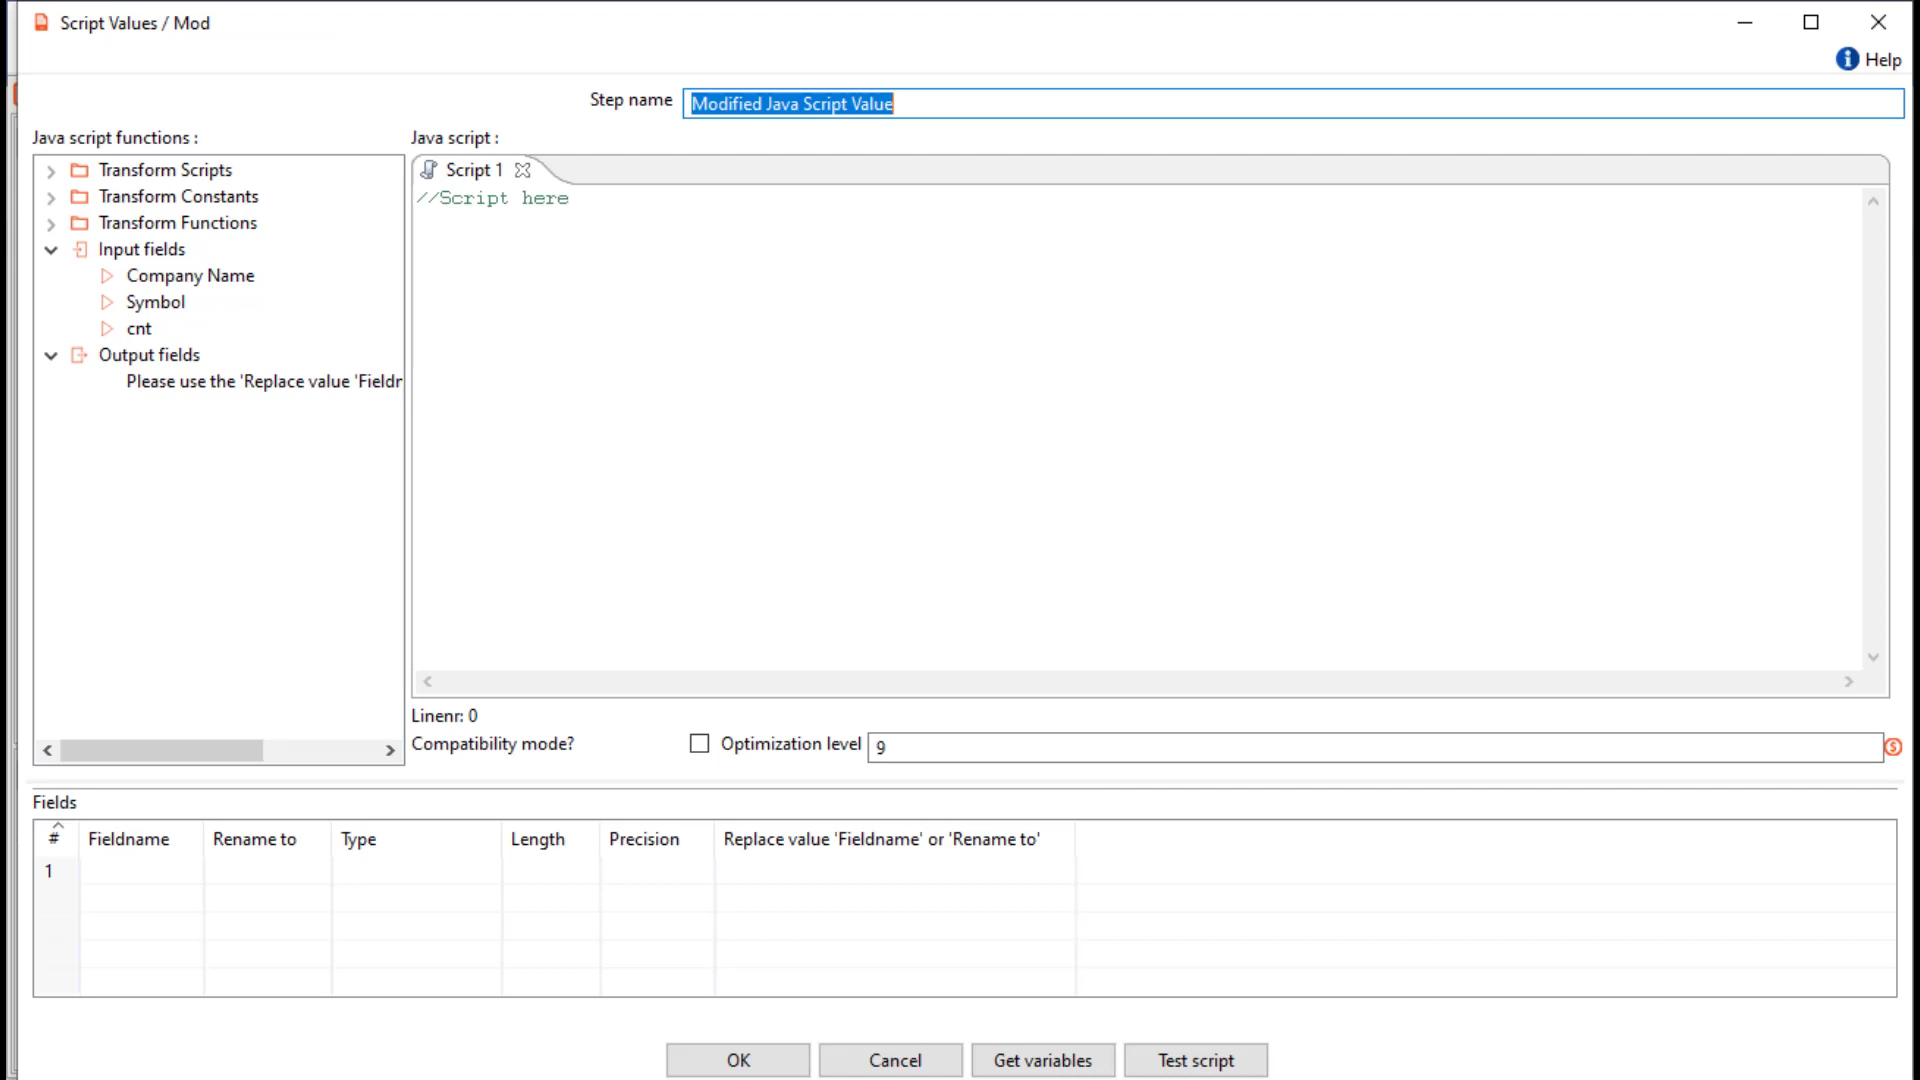 Script Values / Mod
Help
Step name Modified Java Script Value
Java script functions :
Java script :
Transform Scripts
Transform Constants
Transform Functions
Input fields
Company Name
Symbol
cnt
Output fields
Please use the 'Replace value 'Fieldr
Script 1
//Script here
Linenr: 0
Compatibility mode? Optimization level 9
Fields
# Fieldname Rename to Type Length Precision Replace value 'Fieldname' or 'Rename to'
1
OK Cancel Get variables Test script